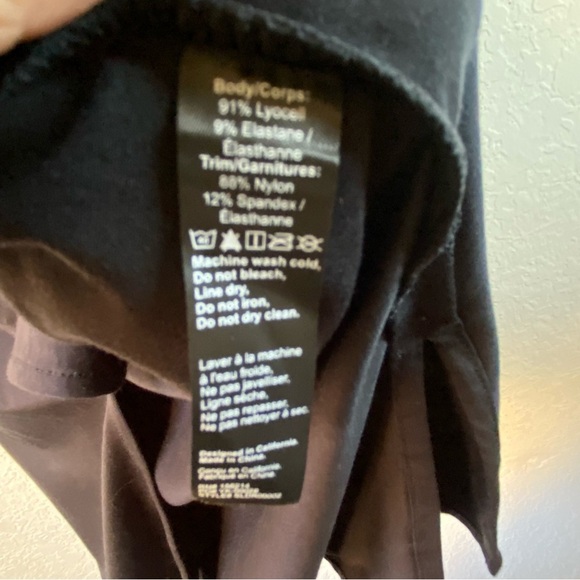 Body/Corps:
91% Lyocell
9% Elastane /
Élasthanne
Trim/Garnitures:
88% Nylon
12% Spandex /
Élasthanne
Machine wash cold,
Do not bleach,
Line dry,
Do not iron,
Do not dry clean.
Laver à la machine
à l'eau froide,
Ne pas javelliser,
Ligne sèche,
Ne pas repasser,
Ne pas nettoyer à sec.
Designed in California.
Made in China.
Conçu en California.
Fabriqué en Chine.